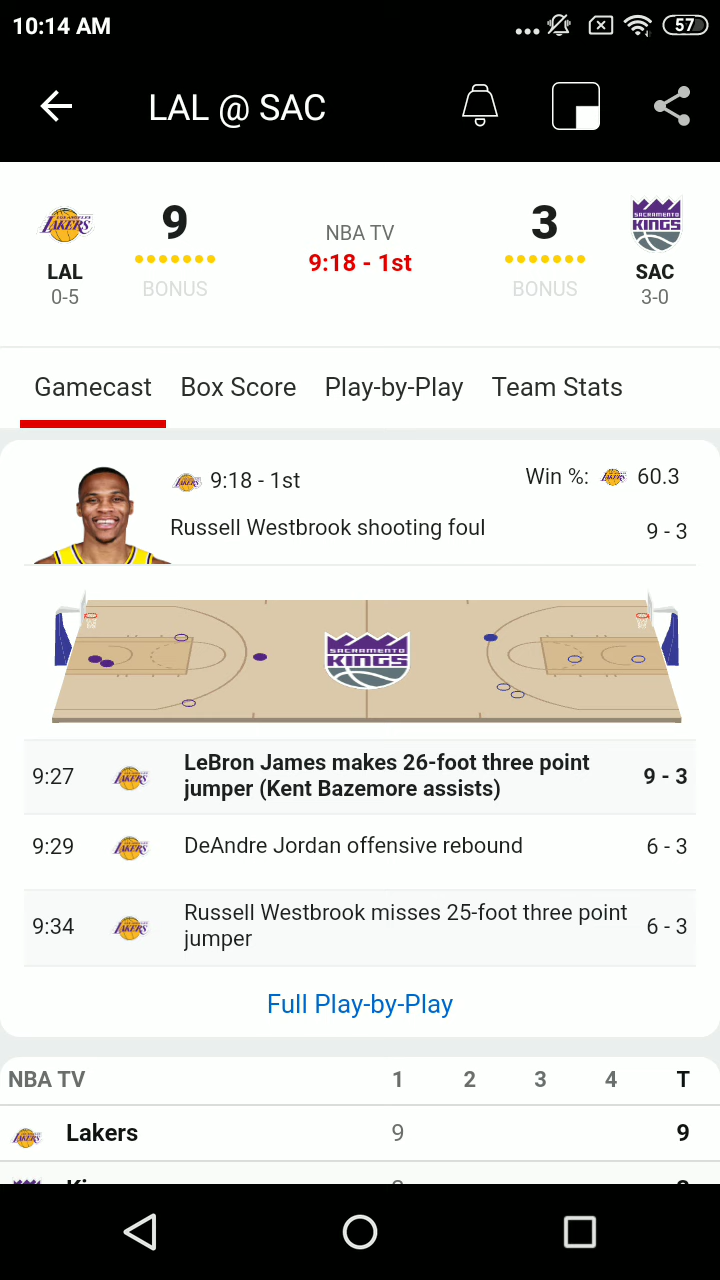 10:14 AM
57
LAL @ SAC
9
NBA TV
3
9:18 - 1st
LAL
0-5
BONUS
BONUS
SAC
3-0
SACRAMENTO
KINGS
LAKERS
Gamecast Box Score Play-by-Play Team Stats
9:18 - 1st
Win %: 60.3
Russell Westbrook shooting foul
9 - 3
SACRAMENTO
KINGS
9:27
LeBron James makes 26-foot three point
jumper (Kent Bazemore assists)
9 - 3
9:29
DeAndre Jordan offensive rebound
6 - 3
9:34
Russell Westbrook misses 25-foot three point
jumper
6 - 3
Full Play-by-Play
NBA TV 1 2 3 4 T
Lakers 9 9